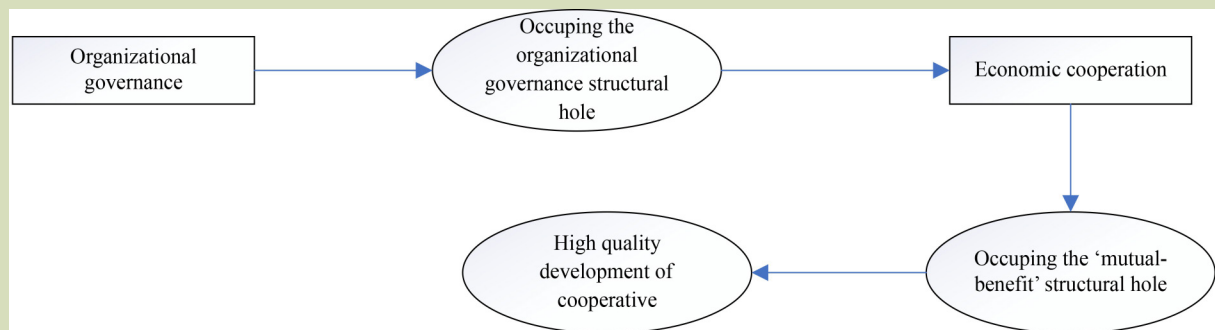 Organizational
governance
Occuping the
organizational
governance structural
hole
Economic cooperation
High quality
development of
cooperative
Occuping the ‘mutual-
benefit’ structural hole